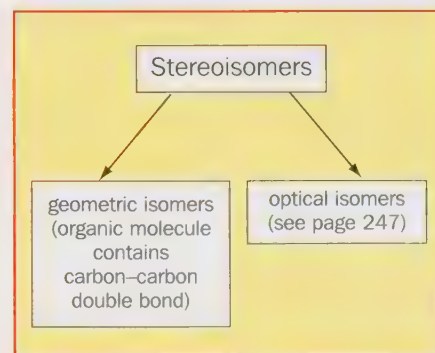 Stereoisomers
geometric isomers
(organic molecule
contains
carbon–carbon
double bond)
optical isomers
(see page 247)